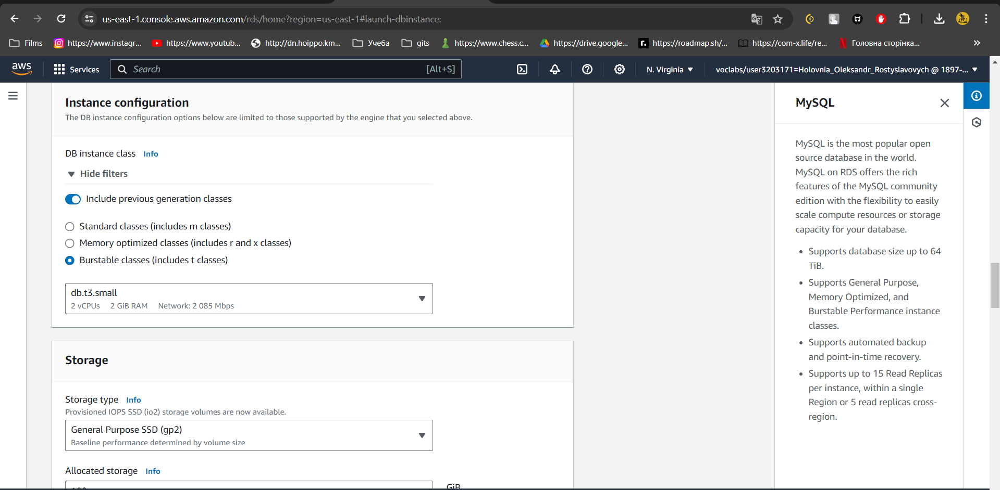 us-east-1.console.aws.amazon.com/rds/home?region=us-east-1#launch-dbinstance:
Films
https://www.instagr...
https://www.youtub...
http://dn.hoippo.km...
Учеба
gits
https://www.chess.c...
https://drive.google...
r.
https://roadmap.sh/...
https://com-x.life/re...
Головна сторінка...
aws
Services
Search
[Alt+S]
N. Virginia
voclabs/user3203171=Holovnia_Oleksandr_Rostyslavovych @ 1897-...
Instance configuration
The DB instance configuration options below are limited to those supported by the engine that you selected above.
DB instance class Info
Hide filters
Include previous generation classes
Standard classes (includes m classes)
Memory optimized classes (includes r and x classes)
Burstable classes (includes t classes)
db.t3.small
2 vCPUs 2 GiB RAM Network: 2 085 Mbps
Storage
Storage type Info
Provisioned IOPS SSD (io2) storage volumes are now available.
General Purpose SSD (gp2)
Baseline performance determined by volume size
Allocated storage Info
GiB
MySQL
MySQL is the most popular open
source database in the world.
MySQL on RDS offers the rich
features of the MySQL community
edition with the flexibility to easily
scale compute resources or storage
capacity for your database.
• Supports database size up to 64
TiB.
• Supports General Purpose,
Memory Optimized, and
Burstable Performance instance
classes.
• Supports automated backup
and point-in-time recovery.
• Supports up to 15 Read Replicas
per instance, within a single
Region or 5 read replicas cross-
region.